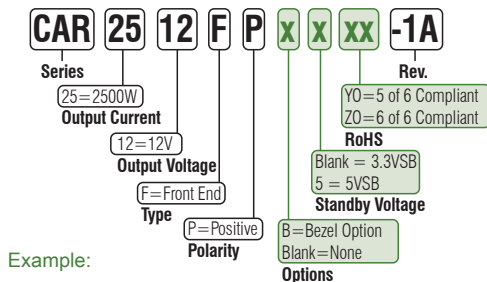 CAR 25 12 F P x x xx -1A
Series
Rev.
25=2500W
Output Current
YO=5 of 6 Compliant
ZO=6 of 6 Compliant
RoHS
12=12V
Output Voltage
Blank = 3.3VSB
5 = 5VSB
Standby Voltage
F=Front End
Type
P=Positive
Polarity
B=Bezel Option
Blank=None
Options
Example: